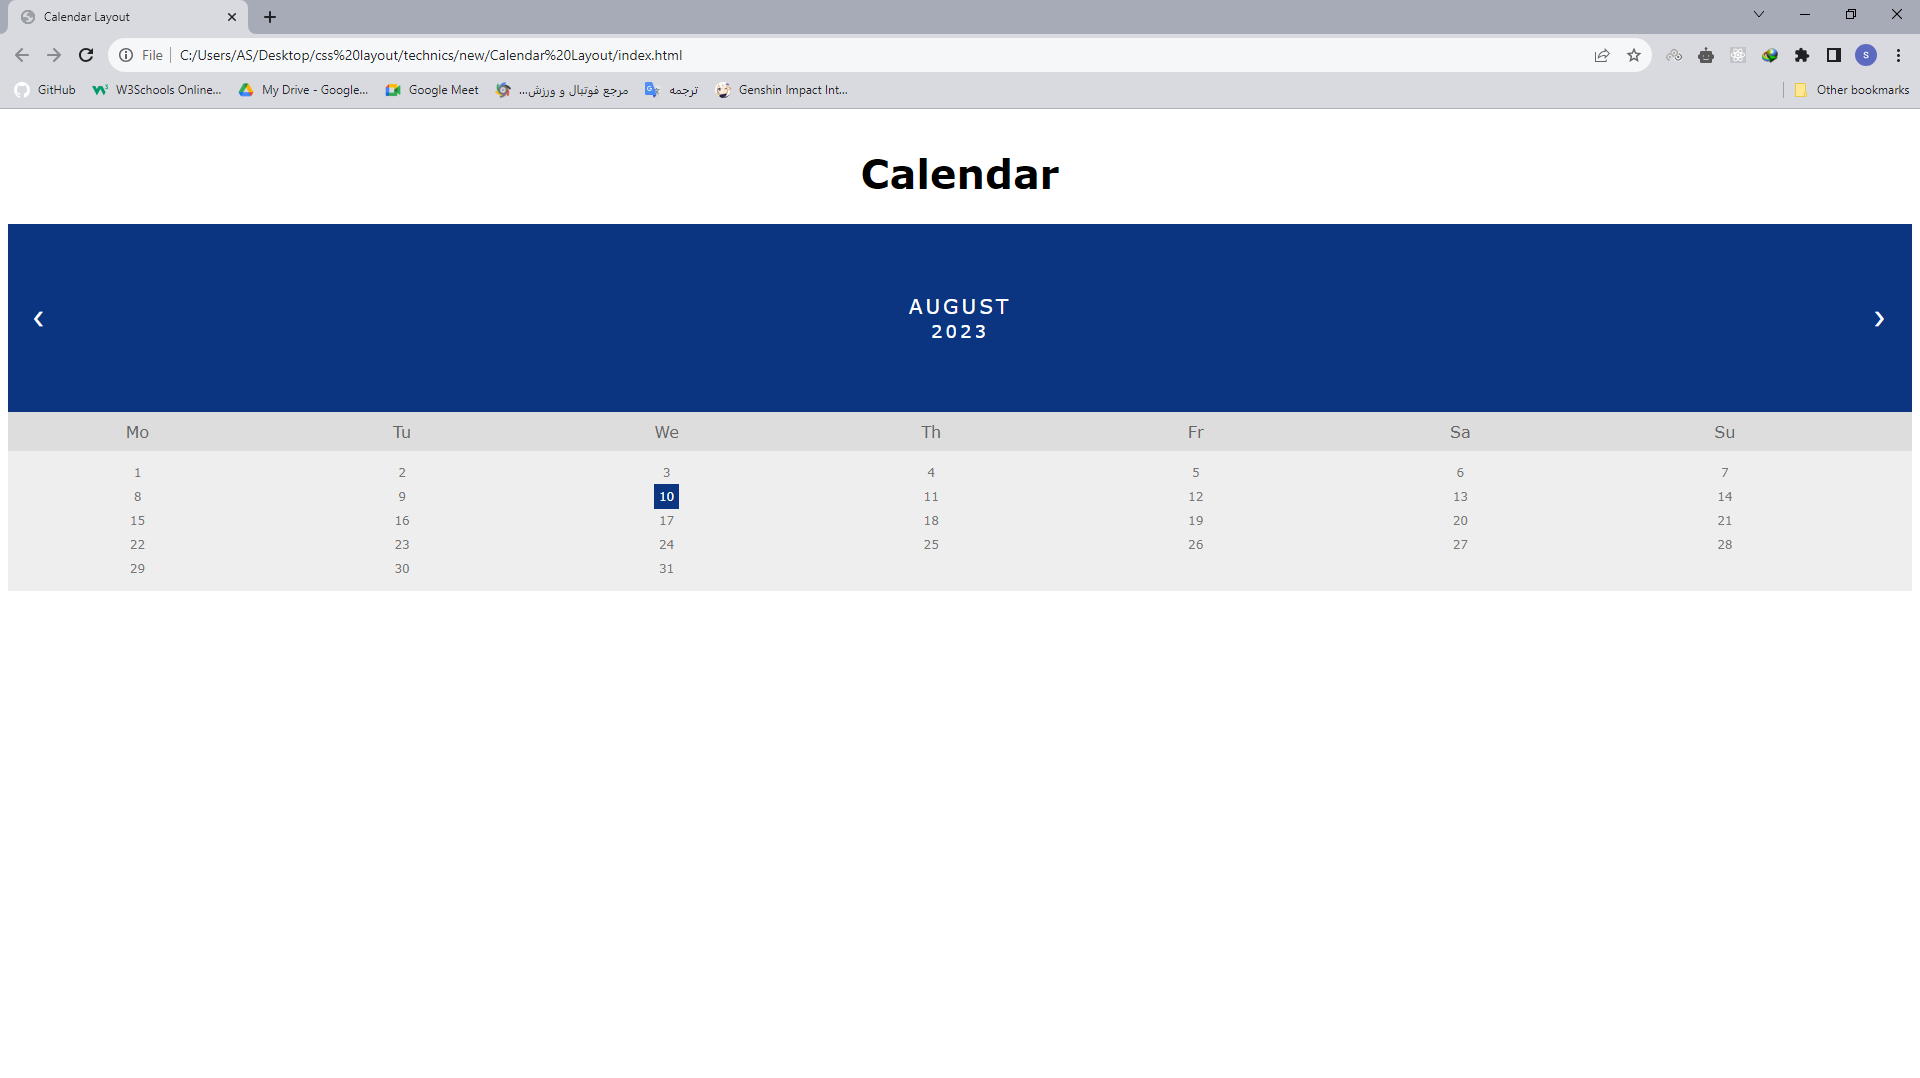 Calendar Layout
File C:/Users/AS/Desktop/css%20layout/technics/new/Calendar%20Layout/index.html
S
GitHub W3Schools Online... My Drive - Google... Google Meet مرجع فوتبال و ورزش... ترجمه Genshin Impact Int... Other bookmarks
Calendar
❮ AUGUST ❯
2023
Mo Tu We Th Fr Sa Su
1 2 3 4 5 6 7
8 9 10 11 12 13 14
15 16 17 18 19 20 21
22 23 24 25 26 27 28
29 30 31